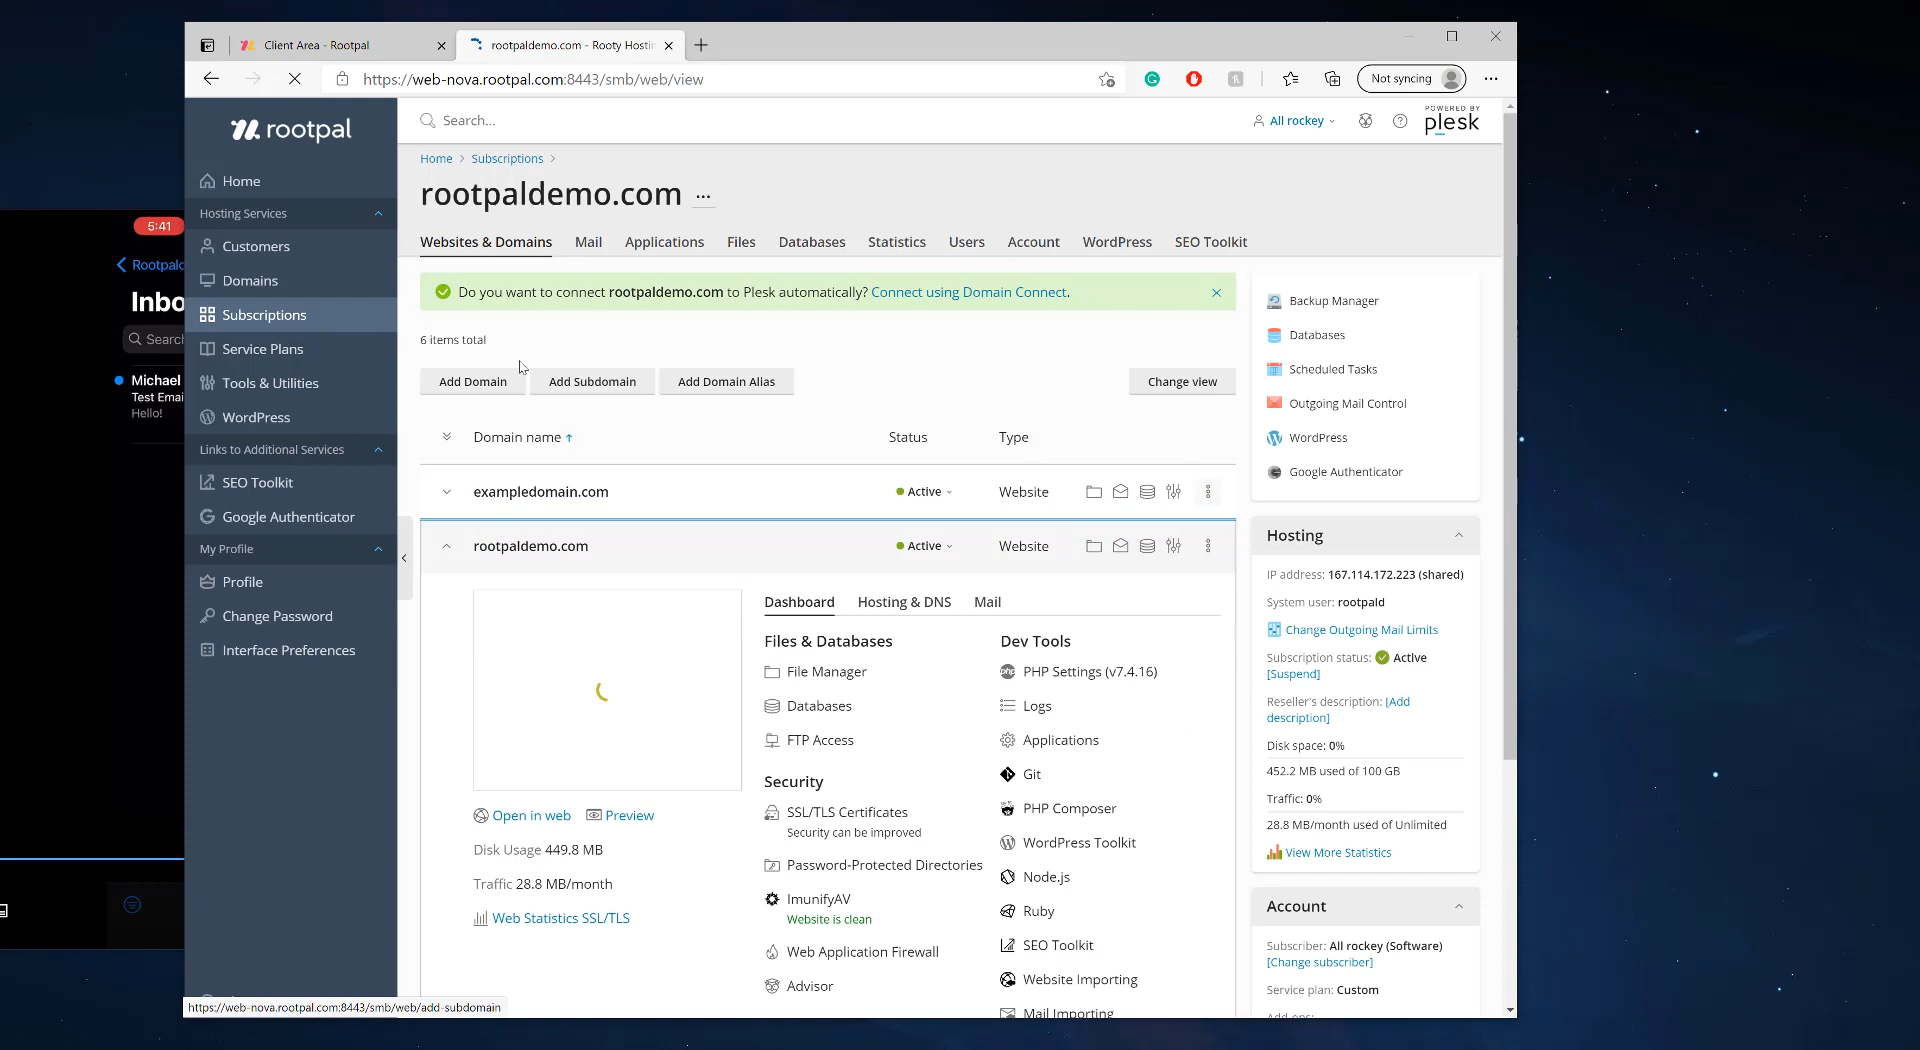 Client Area - Rootpal
rootpaldemo.com - Rooty Hostin
https://web-nova.rootpal.com:8443/smb/web/view
Not syncing
rootpal
Search...
All rockey
POWERED BY
plesk
Home
Hosting Services
Customers
Domains
Subscriptions
Service Plans
Tools & Utilities
WordPress
Links to Additional Services
SEO Toolkit
Google Authenticator
My Profile
Profile
Change Password
Interface Preferences
5:41
Rootpald
Inbo
Search
Michael
Test Emai
Hello!
Home > Subscriptions >
rootpaldemo.com ...
Websites & Domains Mail Applications Files Databases Statistics Users Account WordPress SEO Toolkit
Do you want to connect rootpaldemo.com to Plesk automatically? Connect using Domain Connect.
6 items total
Add Domain Add Subdomain Add Domain Alias Change view
Domain name ↑ Status Type
exampledomain.com Active Website
rootpaldemo.com Active Website
Open in web Preview
Disk Usage 449.8 MB
Traffic 28.8 MB/month
Web Statistics SSL/TLS
Dashboard Hosting & DNS Mail
Files & Databases
File Manager
Databases
FTP Access
Security
SSL/TLS Certificates
Security can be improved
Password-Protected Directories
ImunifyAV
Website is clean
Web Application Firewall
Advisor
Dev Tools
php PHP Settings (v7.4.16)
Logs
Applications
Git
PHP Composer
WordPress Toolkit
Node.js
Ruby
SEO Toolkit
Website Importing
Mail Importing
Backup Manager
Databases
Scheduled Tasks
Outgoing Mail Control
WordPress
Google Authenticator
Hosting
IP address: 167.114.172.223 (shared)
System user: rootpald
Change Outgoing Mail Limits
Subscription status: Active
[Suspend]
Reseller's description: [Add
description]
Disk space: 0%
452.2 MB used of 100 GB
Traffic: 0%
28.8 MB/month used of Unlimited
View More Statistics
Account
Subscriber: All rockey (Software)
[Change subscriber]
Service plan: Custom
Add-ons:
https://web-nova.rootpal.com:8443/smb/web/add-subdomain